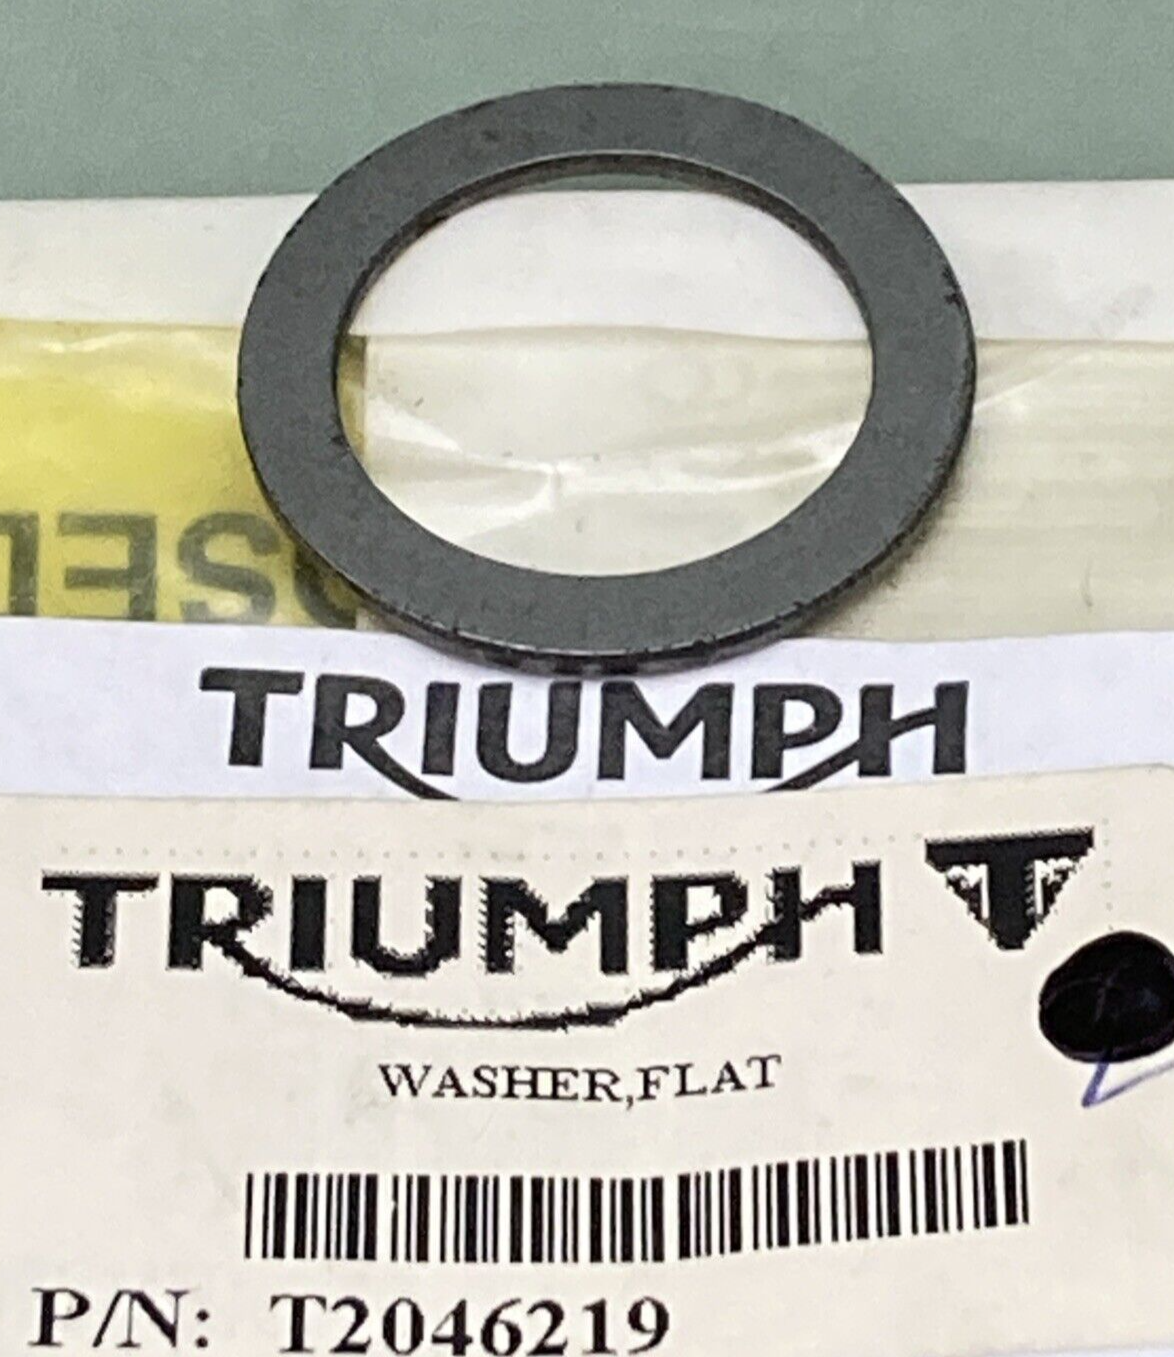 TRIUMPH
TRIUMPH T
WASHER,FLAT
P/N: T2046219